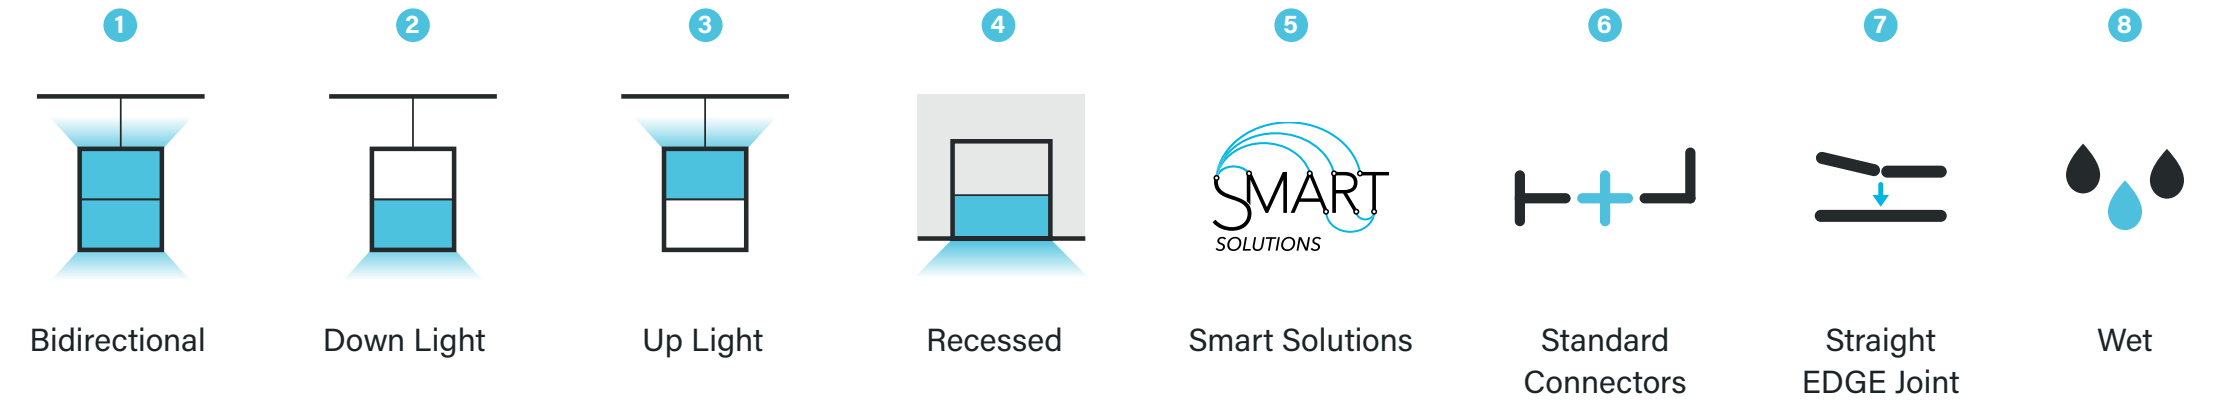 1 2 3 4 5 6 7 8
SMART
SOLUTIONS
Bidirectional Down Light Up Light Recessed Smart Solutions Standard Straight Wet
Connectors EDGE Joint